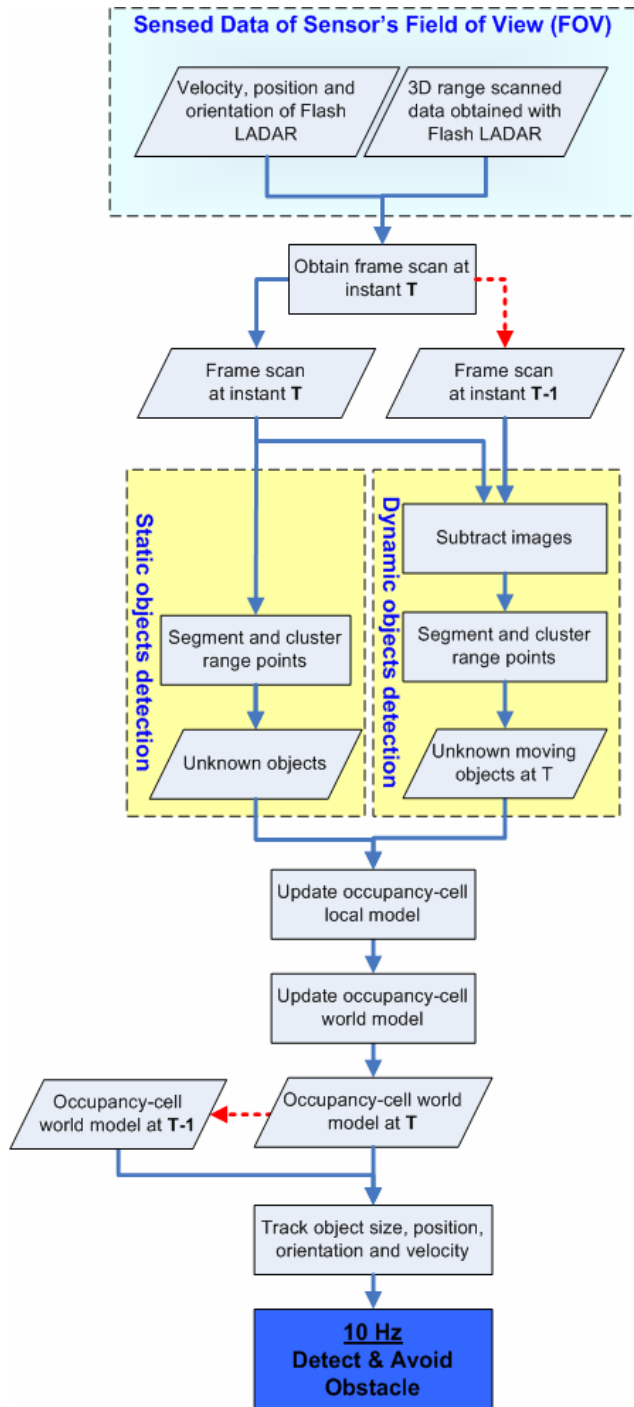 Sensed Data of Sensor's Field of View (FOV)
Velocity, position and
orientation of Flash
LADAR
3D range scanned
data obtained with
Flash LADAR
Obtain frame scan at
instant T
Frame scan
at instant T
Frame scan
at instant T-1
Static objects detection
Segment and cluster
range points
Unknown objects
Dynamic objects detection
Subtract images
Segment and cluster
range points
Unknown moving
objects at T
Update occupancy-cell
local model
Update occupancy-cell
world model
Occupancy-cell
world model at T-1
Occupancy-cell world
model at T
Track object size, position,
orientation and velocity
10 Hz
Detect & Avoid
Obstacle